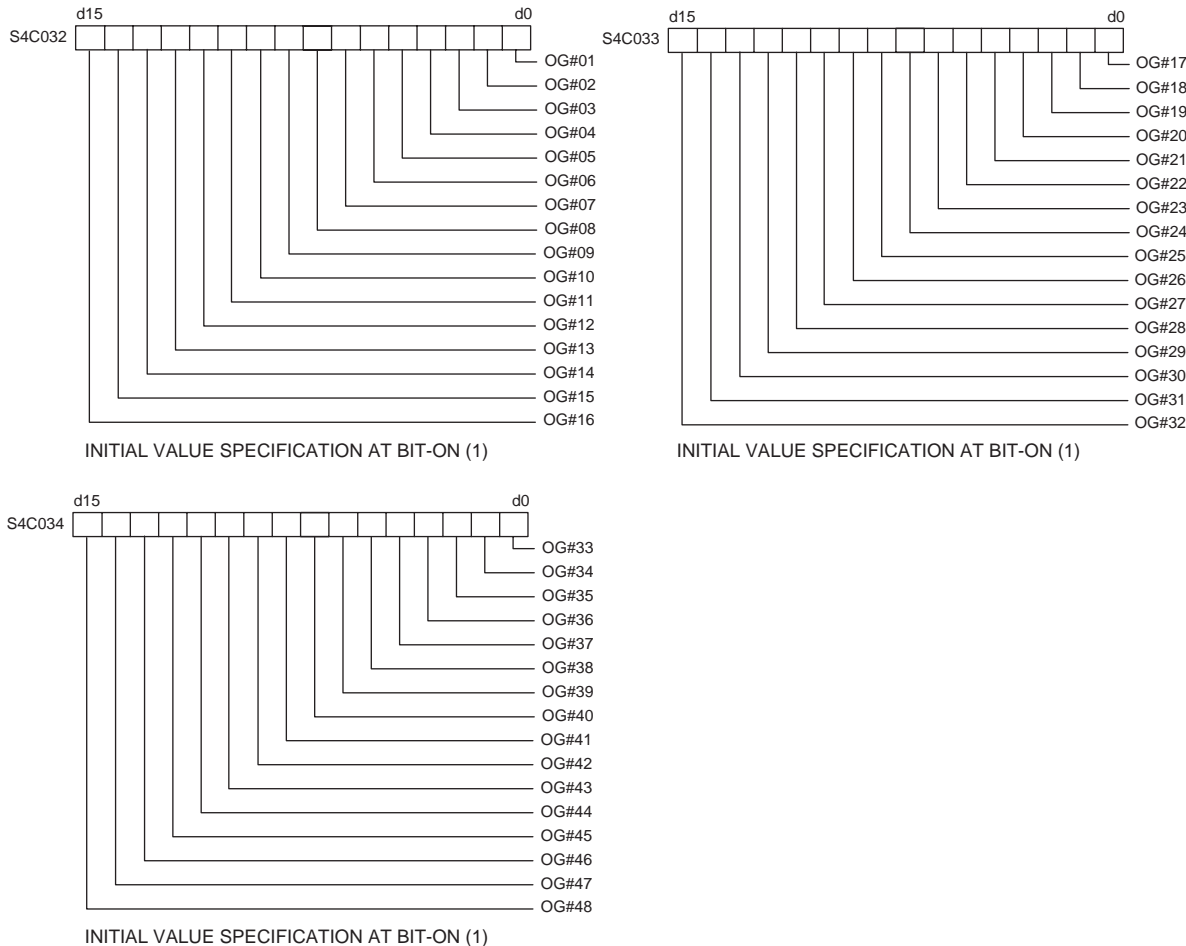 d15 d0
S4C032
OG#01
OG#02
OG#03
OG#04
OG#05
OG#06
OG#07
OG#08
OG#09
OG#10
OG#11
OG#12
OG#13
OG#14
OG#15
OG#16
INITIAL VALUE SPECIFICATION AT BIT-ON (1)
d15 d0
S4C033
OG#17
OG#18
OG#19
OG#20
OG#21
OG#22
OG#23
OG#24
OG#25
OG#26
OG#27
OG#28
OG#29
OG#30
OG#31
OG#32
INITIAL VALUE SPECIFICATION AT BIT-ON (1)
d15 d0
S4C034
OG#33
OG#34
OG#35
OG#36
OG#37
OG#38
OG#39
OG#40
OG#41
OG#42
OG#43
OG#44
OG#45
OG#46
OG#47
OG#48
INITIAL VALUE SPECIFICATION AT BIT-ON (1)